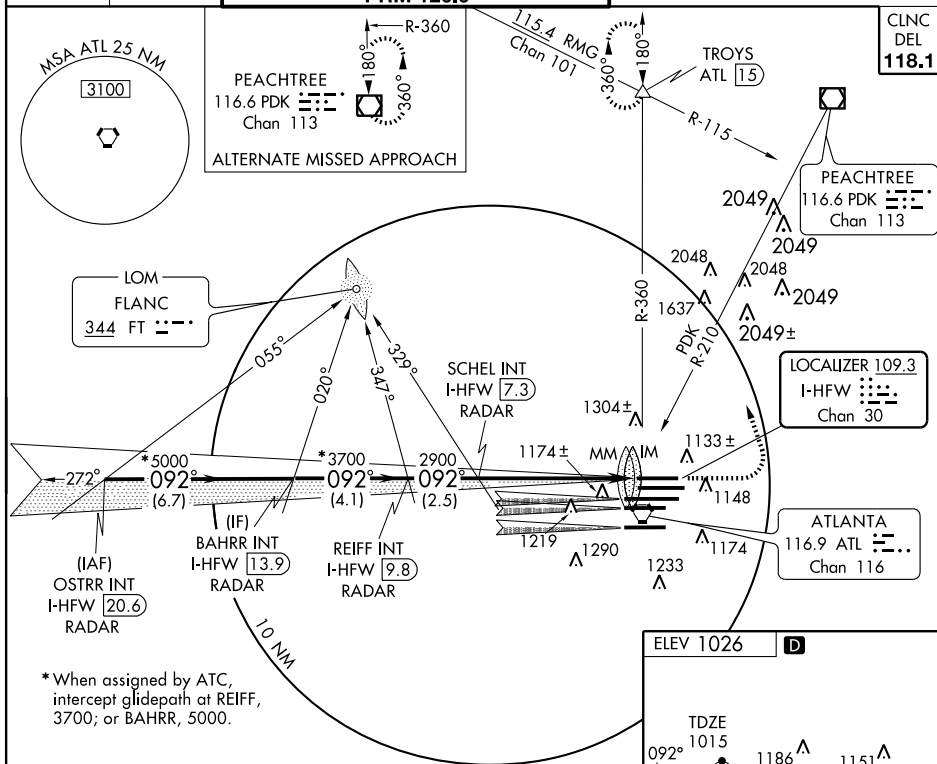 MSA ATL 25 NM
3100
R-360
180°
360°
PEACHTREE
116.6 PDK
Chan 113
ALTERNATE MISSED APPROACH
115.4 RMG
Chan 101
360°
180°
TROYS
ATL 15
R-115
CLNC
DEL
118.1
PEACHTREE
116.6 PDK
Chan 113
2049
2049
2048
2048
2049
1637
2049±
LOM
FLANC
344 FT
055°
020°
347°
329°
R-360
PDK
R-210
SCHEL INT
I-HFW 7.3
RADAR
LOCALIZER 109.3
I-HFW
Chan 30
1304±
1174±
MM
IM
1133±
272°
*5000
092°
(6.7)
*3700
092°
(4.1)
2900
092°
(2.5)
1148
(IAF)
OSTRR INT
I-HFW 20.6
RADAR
(IF)
BAHRR INT
I-HFW 13.9
RADAR
REIFF INT
I-HFW 9.8
RADAR
1219
1290
1174
1233
ATLANTA
116.9 ATL
Chan 116
10 NM
*When assigned by ATC,
intercept glidepath at REIFF,
3700; or BAHRR, 5000.
ELEV 1026
D
TDZE
1015
092°
1186
1151